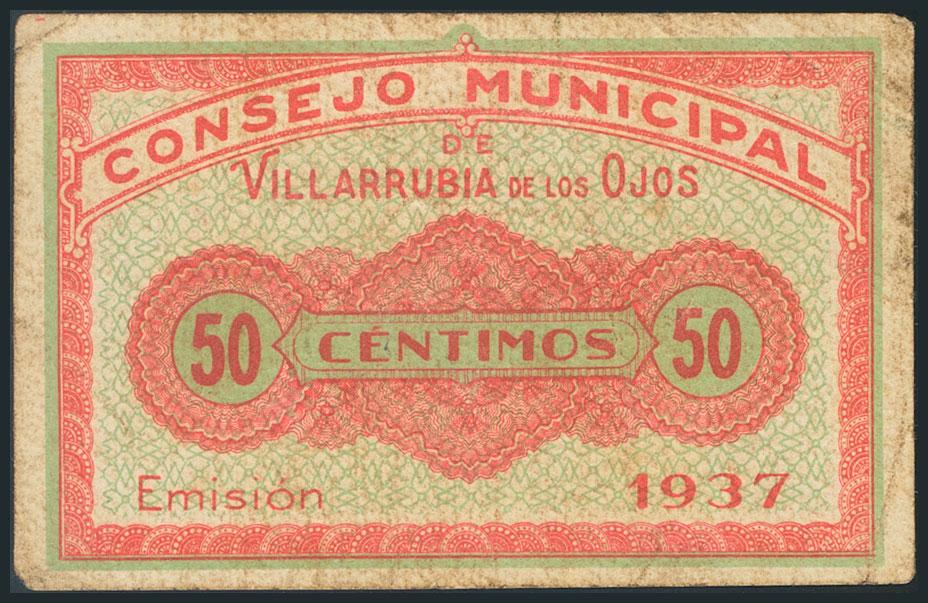 CONSEJO MUNICIPAL
DE
VILLARRUBIA DE LOS OJOS
50 CÉNTIMOS 50
Emisión 1937